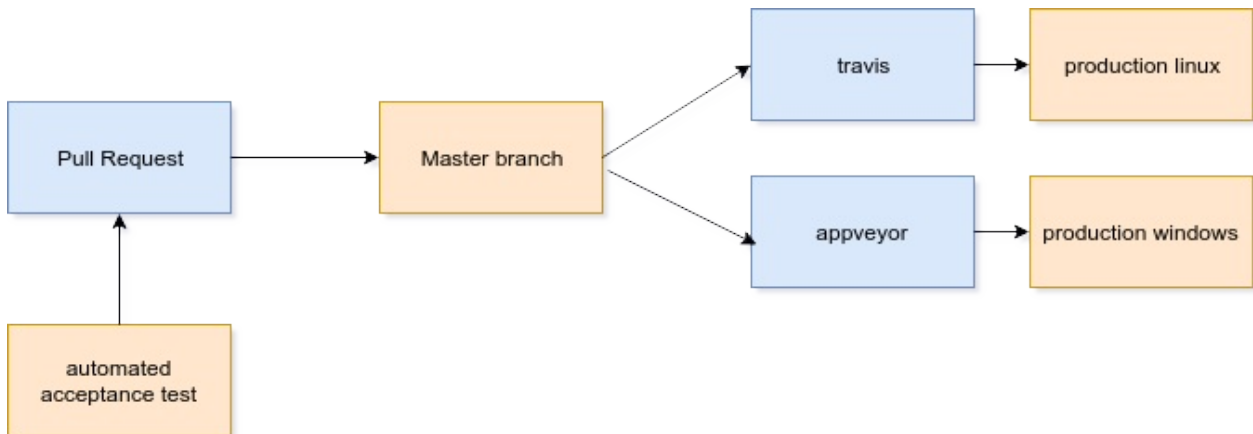 travis
production linux
Pull Request
Master branch
appveyor
production windows
automated
acceptance test